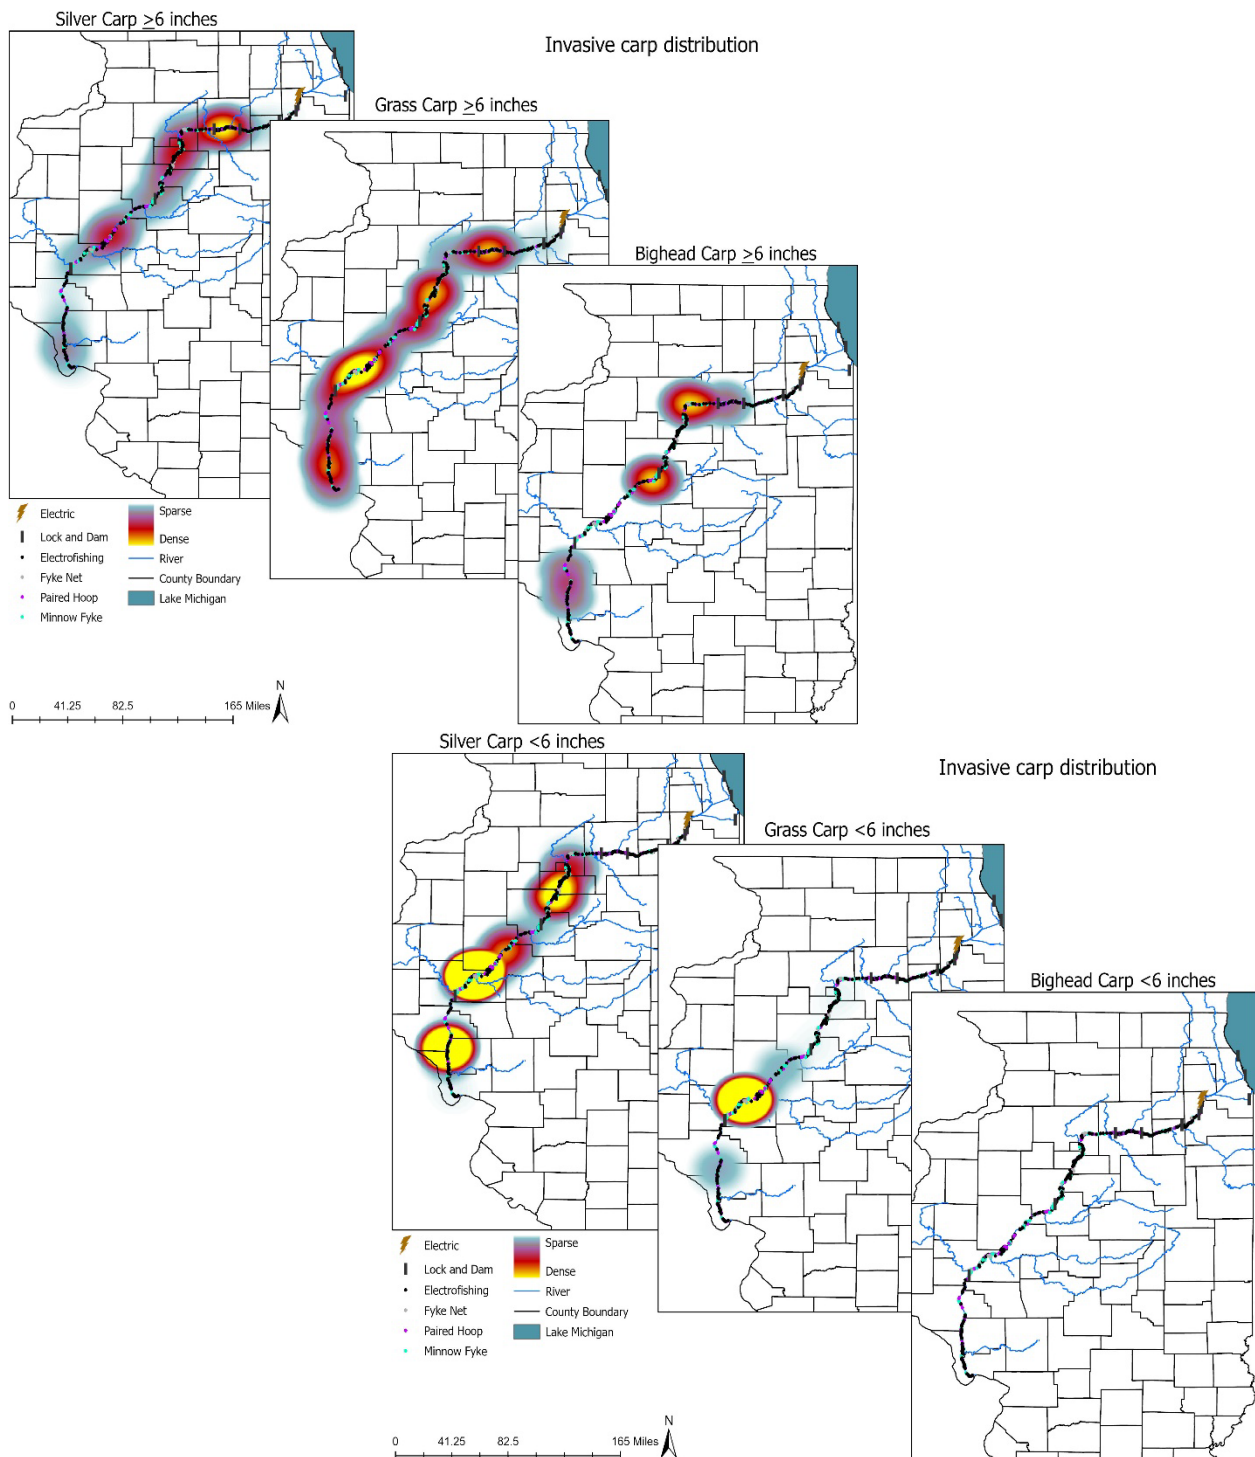 Silver Carp ≥6 inches
Invasive carp distribution
Grass Carp ≥6 inches
Bighead Carp ≥6 inches
Electric
Lock and Dam
Electrofishing
Fyke Net
Paired Hoop
Minnow Fyke
Sparse
Dense
River
County Boundary
Lake Michigan
N
0 41.25 82.5 165 Miles
Silver Carp <6 inches
Invasive carp distribution
Grass Carp <6 inches
Bighead Carp <6 inches
Electric
Lock and Dam
Electrofishing
Fyke Net
Paired Hoop
Minnow Fyke
Sparse
Dense
River
County Boundary
Lake Michigan
N
0 41.25 82.5 165 Miles